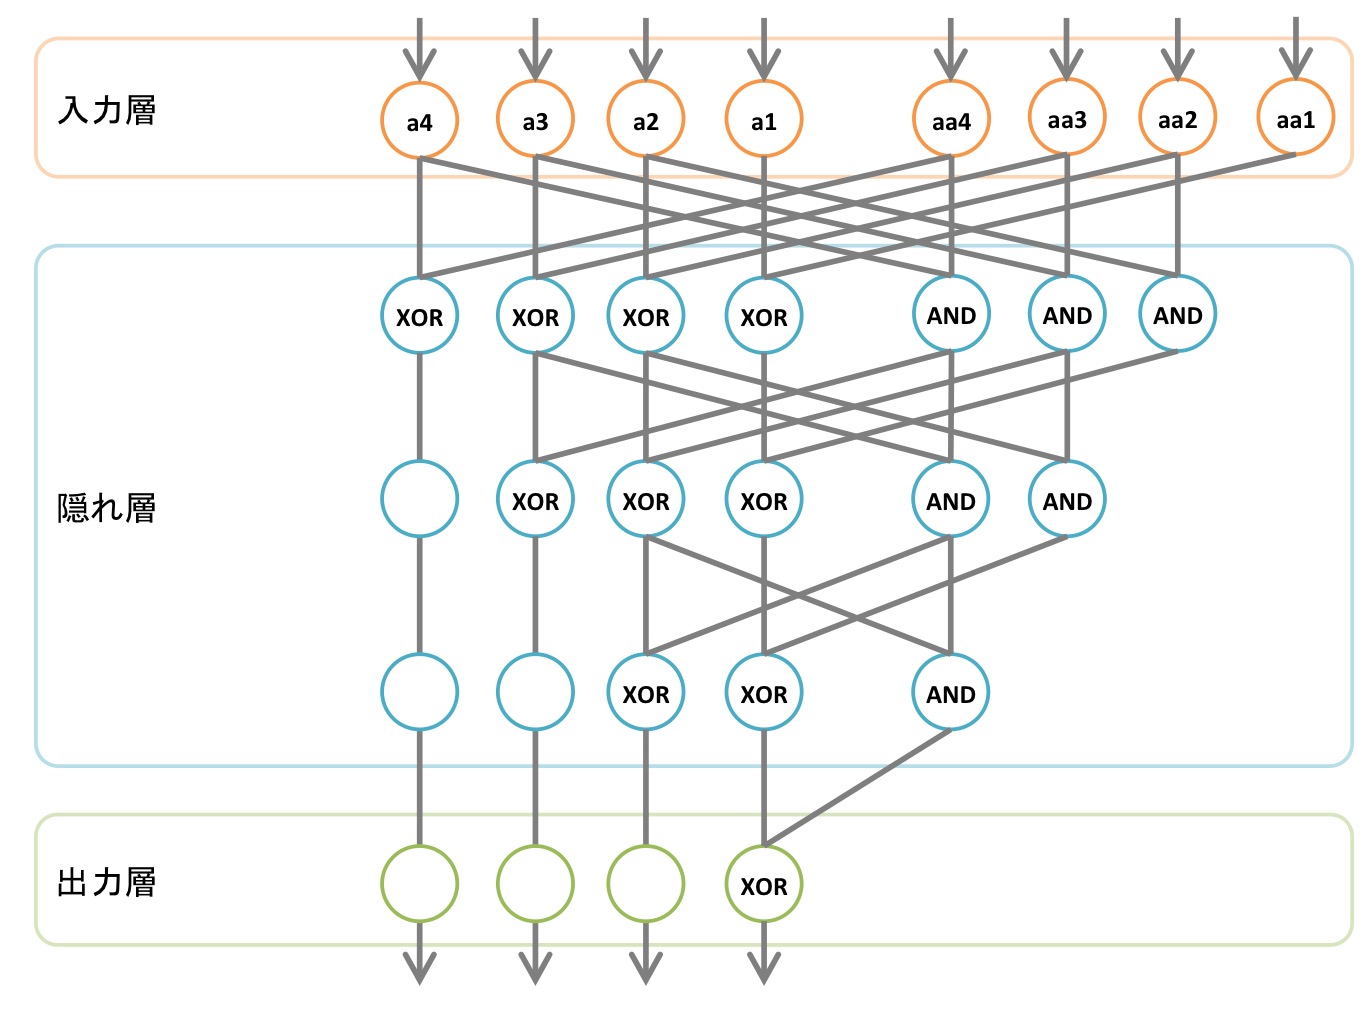 入力層
a4 a3 a2 a1 aa4 aa3 aa2 aa1
XOR XOR XOR XOR AND AND AND
隠れ層
XOR XOR XOR AND AND
XOR XOR AND
出力層
XOR